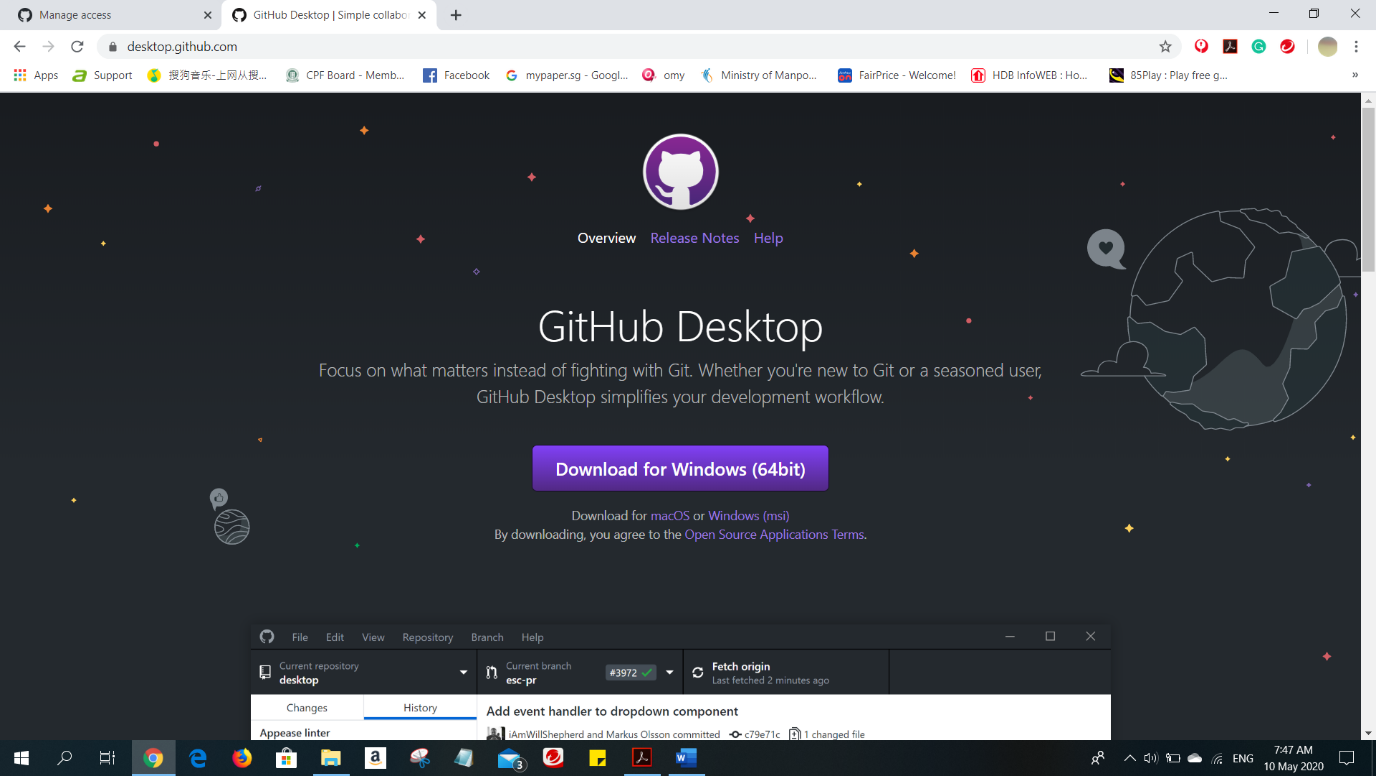 Manage access
GitHub Desktop | Simple collabor
desktop.github.com
Apps
Support
搜狗音乐-上网从搜...
CPF Board - Memb...
Facebook
mypaper.sg - Googl...
omy
Ministry of Manpo...
FairPrice - Welcome!
HDB InfoWEB : Ho...
85Play : Play free g...
»
Overview Release Notes Help
GitHub Desktop
Focus on what matters instead of fighting with Git. Whether you're new to Git or a seasoned user,
GitHub Desktop simplifies your development workflow.
Download for Windows (64bit)
Download for macOS or Windows (msi)
By downloading, you agree to the Open Source Applications Terms.
File Edit View Repository Branch Help
Current repository
desktop
Current branch
esc-pr
#3972
Fetch origin
Last fetched 2 minutes ago
Changes
History
Add event handler to dropdown component
Appease linter
iAmWillShepherd and Markus Olsson committed
c79e71c
1 changed file
3
ENG
7:47 AM
10 May 2020